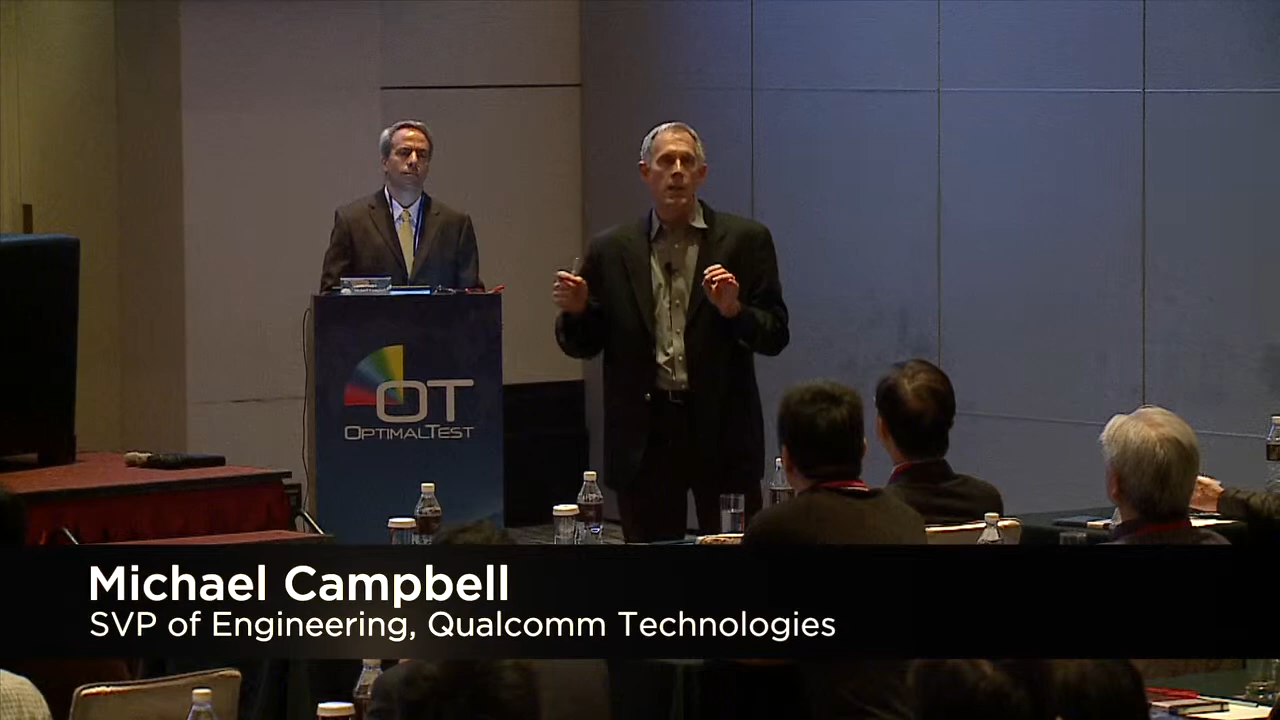 OT
OPTIMALTEST
Michael Campbell
SVP of Engineering, Qualcomm Technologies